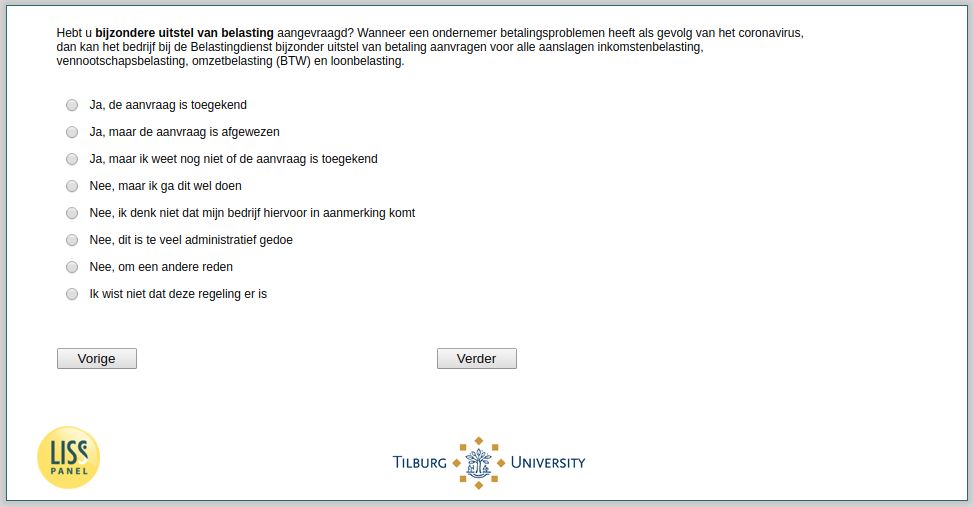 Hebt u bijzondere uitstel van belasting aangevraagd? Wanneer een ondernemer betalingsproblemen heeft als gevolg van het coronavirus,
dan kan het bedrijf bij de Belastingdienst bijzonder uitstel van betaling aanvragen voor alle aanslagen inkomstenbelasting,
vennootschapsbelasting, omzetbelasting (BTW) en loonbelasting.
Ja, de aanvraag is toegekend
Ja, maar de aanvraag is afgewezen
Ja, maar ik weet nog niet of de aanvraag is toegekend
Nee, maar ik ga dit wel doen
Nee, ik denk niet dat mijn bedrijf hiervoor in aanmerking komt
Nee, dit is te veel administratief gedoe
Nee, om een andere reden
Ik wist niet dat deze regeling er is
Vorige
Verder
LISS
PANEL
TILBURG UNIVERSITY